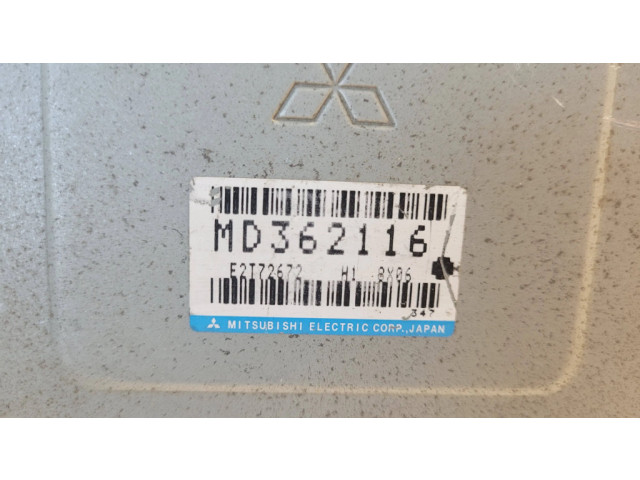 MD362116
E2T72672 H1 8X06
347
MITSUBISHI ELECTRIC CORP., JAPAN